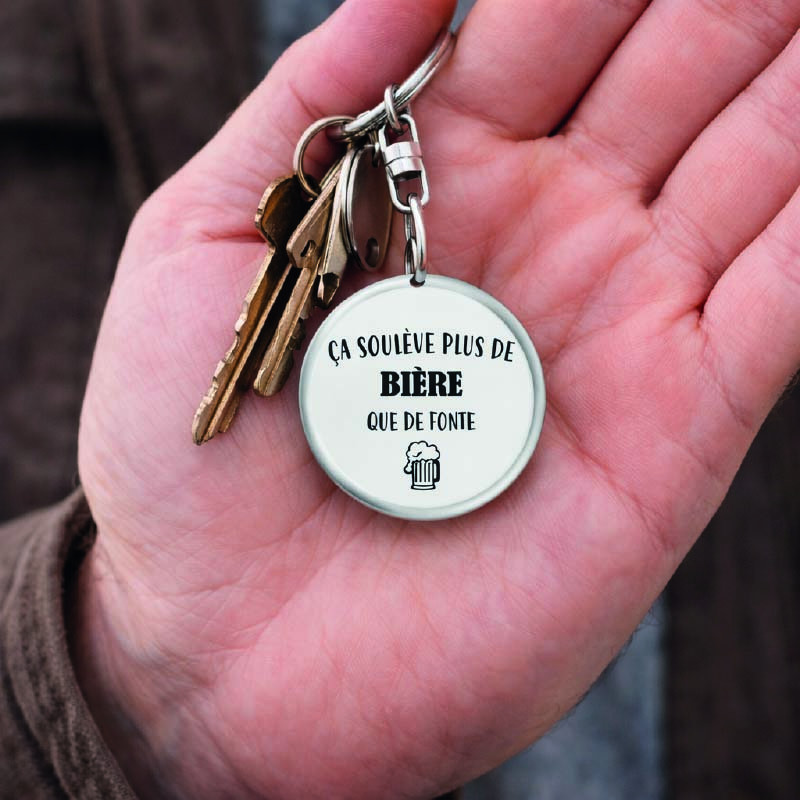 ÇA SOULÈVE PLUS DE
BIÈRE
QUE DE FONTE